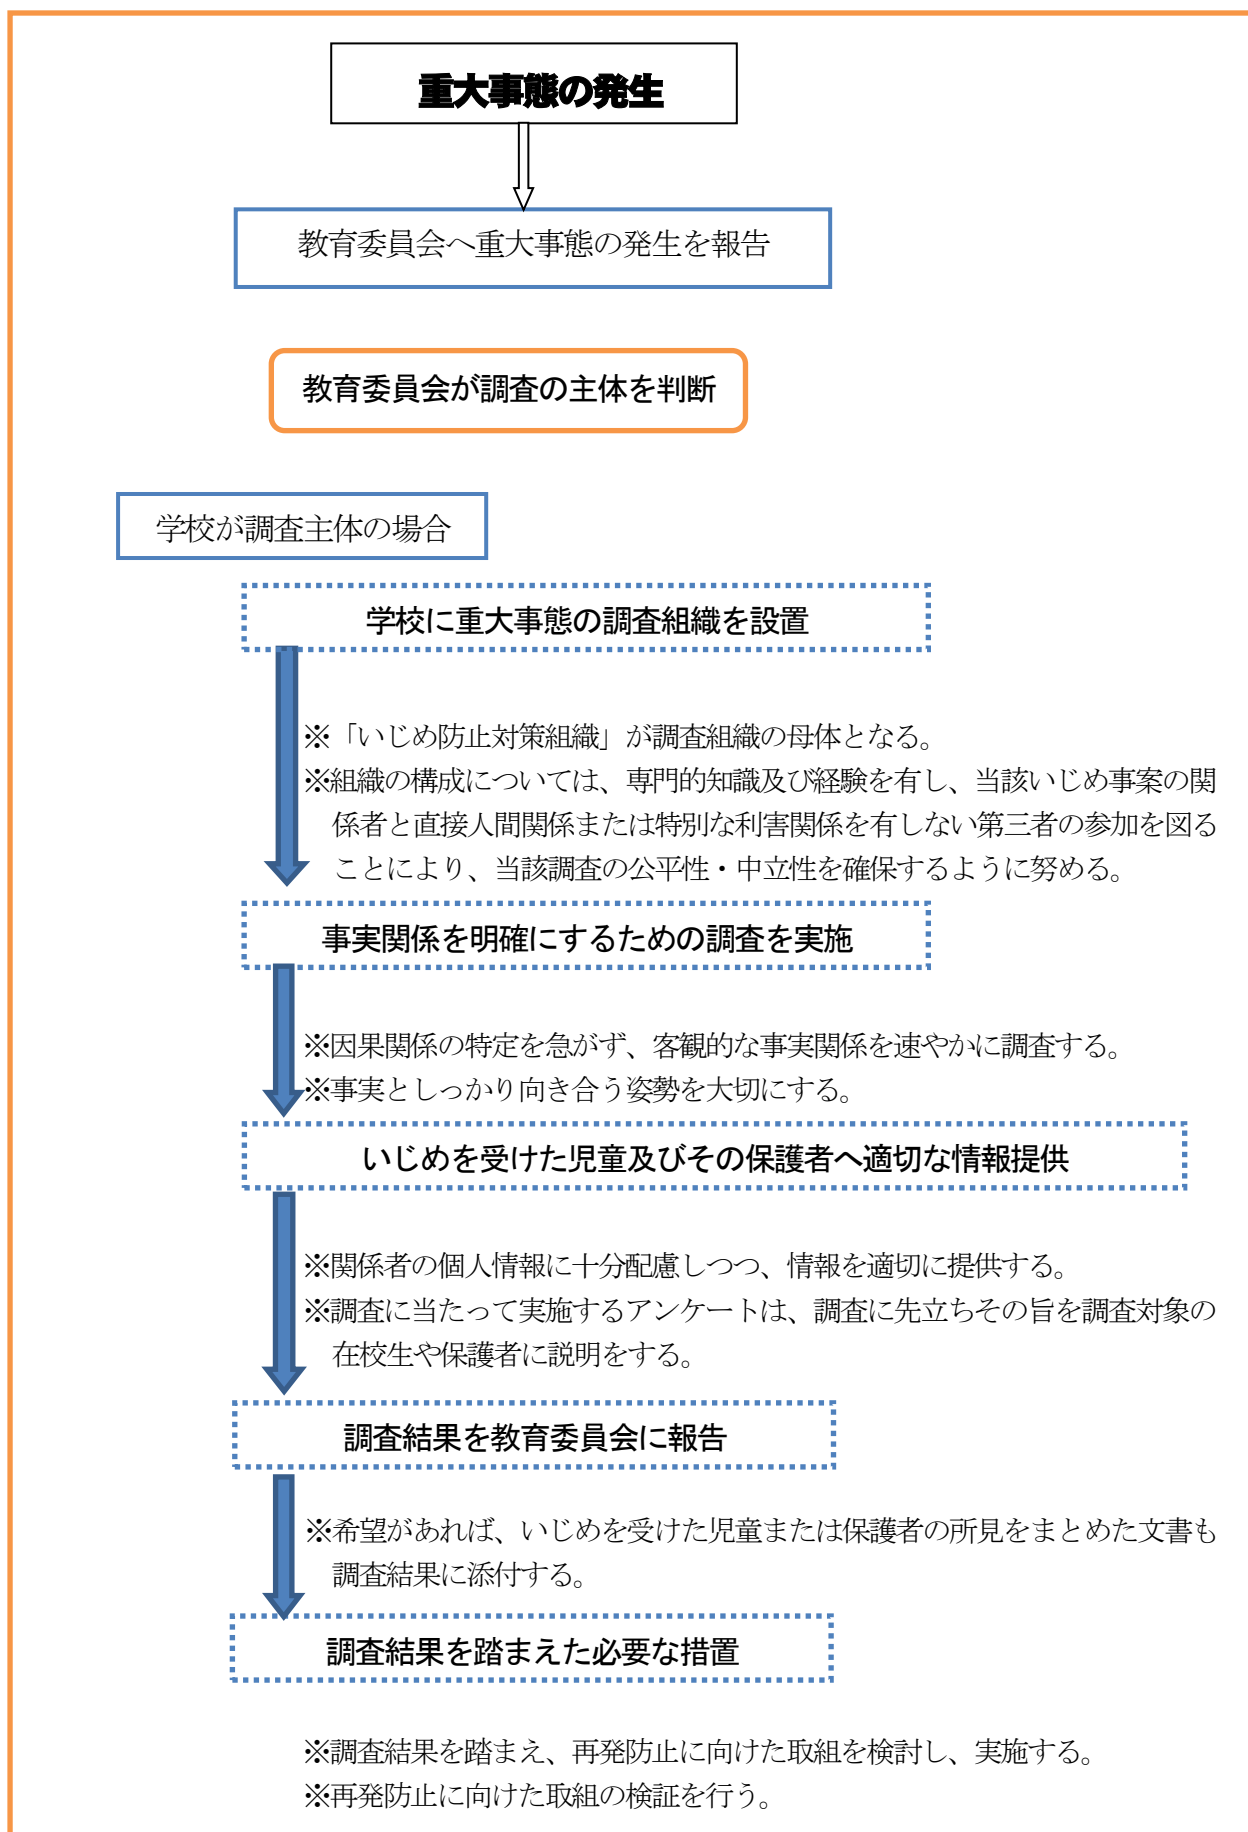 重大事態の発生
教育委員会へ重大事態の発生を報告
教育委員会が調査の主体を判断
学校が調査主体の場合
学校に重大事態の調査組織を設置
※「いじめ防止対策組織」が調査組織の母体となる。
※組織の構成については、専門的知識及び経験を有し、当該いじめ事案の関
係者と直接人間関係または特別な利害関係を有しない第三者の参加を図る
ことにより、当該調査の公平性・中立性を確保するように努める。
事実関係を明確にするための調査を実施
※因果関係の特定を急がず、客観的な事実関係を速やかに調査する。
※事実としっかり向き合う姿勢を大切にする。
いじめを受けた児童及びその保護者へ適切な情報提供
※関係者の個人情報に十分配慮しつつ、情報を適切に提供する。
※調査に当たって実施するアンケートは、調査に先立ちその旨を調査対象の
在校生や保護者に説明をする。
調査結果を教育委員会に報告
※希望があれば、いじめを受けた児童または保護者の所見をまとめた文書も
調査結果に添付する。
調査結果を踏まえた必要な措置
※調査結果を踏まえ、再発防止に向けた取組を検討し、実施する。
※再発防止に向けた取組の検証を行う。